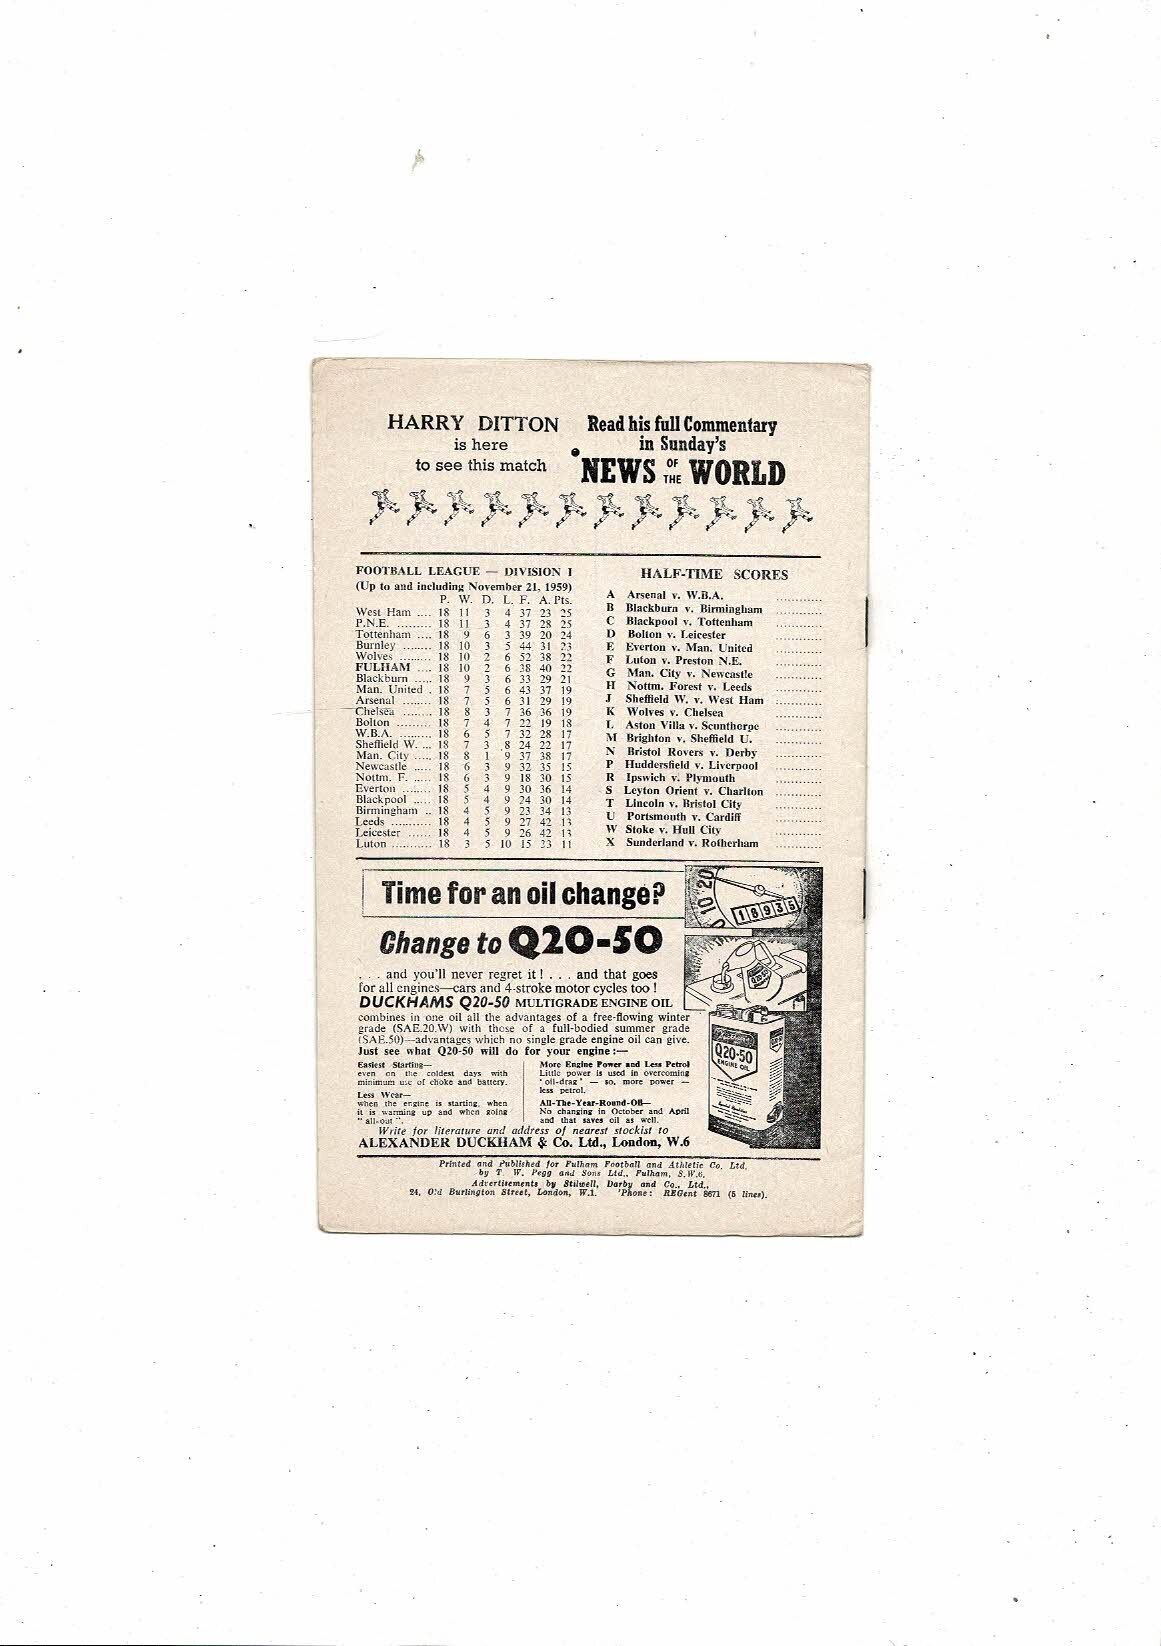 HARRY DITTON
is here
to see this match
Read his full Commentary
in Sunday's
NEWS OF THE WORLD
FOOTBALL LEAGUE — DIVISION I
(Up to and including November 21, 1959)
P. W. D. L. F. A. Pts.
West Ham .... 18 11 3 4 37 23 25
P.N.E. ......... 18 11 3 4 37 28 25
Tottenham .... 18 9 6 3 39 20 24
Burnley ........ 18 10 3 5 44 31 23
Wolves ......... 18 10 2 6 52 38 22
FULHAM .... 18 10 2 6 38 40 22
Blackburn ..... 18 9 3 6 33 29 21
Man. United . 18 7 5 6 43 37 19
Arsenal ........ 18 7 5 6 31 29 19
Chelsea ........ 18 8 3 7 36 36 19
Bolton ......... 18 7 4 7 22 19 18
W.B.A. ......... 18 6 5 7 32 28 17
Sheffield W. ... 18 7 3 8 24 22 17
Man. City ..... 18 8 1 9 37 38 17
Newcastle ..... 18 6 3 9 32 35 15
Nottm. F. ..... 18 6 3 9 18 30 15
Everton ........ 18 5 4 9 30 36 14
Blackpool ..... 18 5 4 9 24 30 14
Birmingham .. 18 4 5 9 23 34 13
Leeds ........... 18 4 5 9 27 42 13
Leicester ...... 18 4 5 9 26 42 13
Luton ........... 18 3 5 10 15 33 11
HALF-TIME SCORES
A Arsenal v. W.B.A. ............
B Blackburn v. Birmingham ............
C Blackpool v. Tottenham ............
D Bolton v. Leicester ............
E Everton v. Man. United ............
F Luton v. Preston N.E. ............
G Man. City v. Newcastle ............
H Nottm. Forest v. Leeds ............
J Sheffield W. v. West Ham ............
K Wolves v. Chelsea ............
L Aston Villa v. Scunthorpe ............
M Brighton v. Sheffield U. ............
N Bristol Rovers v. Derby ............
P Huddersfield v. Liverpool ............
R Ipswich v. Plymouth ............
S Leyton Orient v. Charlton ............
T Lincoln v. Bristol City ............
U Portsmouth v. Cardiff ............
W Stoke v. Hull City ............
X Sunderland v. Rotherham ............
Time for an oil change?
Change to Q20-50
. . . and you'll never regret it ! . . . and that goes
for all engines—cars and 4-stroke motor cycles too !
DUCKHAMS Q20-50 MULTIGRADE ENGINE OIL
combines in one oil all the advantages of a free-flowing winter
grade (SAE.20.W) with those of a full-bodied summer grade
(SAE.50)—advantages which no single grade engine oil can give.
Just see what Q20-50 will do for your engine :—
Easiest Starting—
even on the coldest days with
minimum use of choke and battery.
Less Wear—
when the engine is starting, when
it is warming up and when going
" all-out ".
More Engine Power and Less Petrol
Little power is used in overcoming
' oil-drag ' — so, more power —
less petrol.
All-The-Year-Round-Oil—
No changing in October and April
and that saves oil as well.
Write for literature and address of nearest stockist to
ALEXANDER DUCKHAM & Co. Ltd., London, W.6
10 20
18935
Q20-50
ENGINE OIL
Printed and Published for Fulham Football and Athletic Co. Ltd.
by T. W. Pegg and Sons Ltd., Fulham, S.W.6.
Advertisements by Stilwell, Darby and Co., Ltd.,
24, Old Burlington Street, London, W.1. 'Phone : REGent 8671 (5 lines).